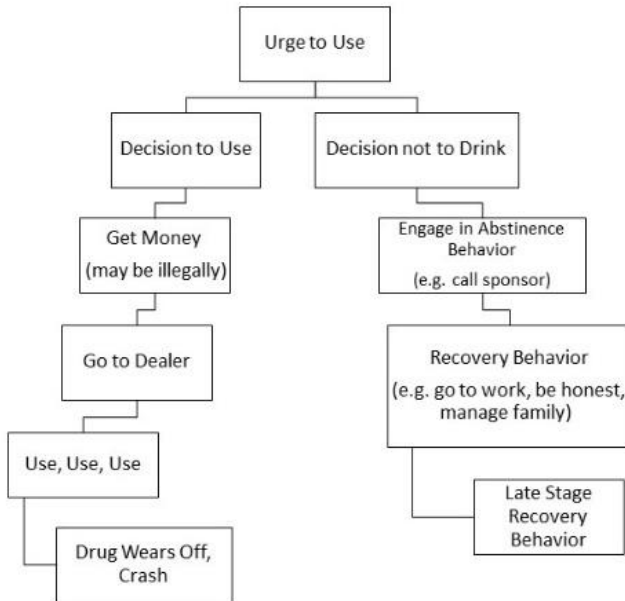 Urge to Use
Decision to Use
Decision not to Drink
Get Money
(may be illegally)
Engage in Abstinence
Behavior
(e.g. call sponsor)
Go to Dealer
Recovery Behavior
(e.g. go to work, be honest,
manage family)
Use, Use, Use
Late Stage
Recovery
Behavior
Drug Wears Off,
Crash